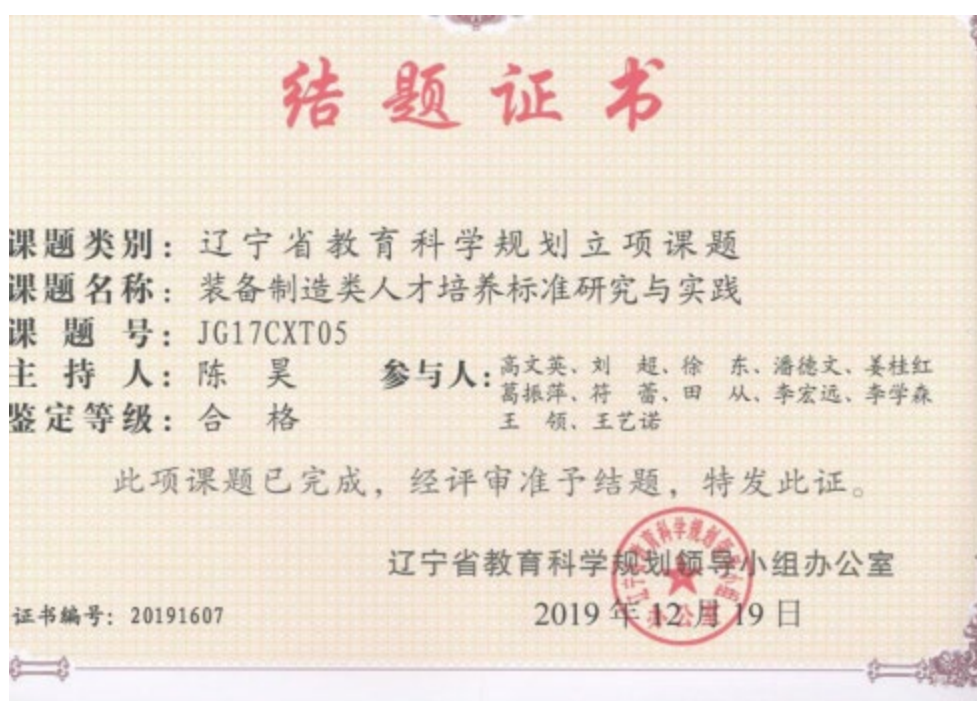 结题证书
课题类别：辽宁省教育科学规划立项课题
课题名称：装备制造类人才培养标准研究与实践
课题号：JG17CXT05
主持人：陈昊 参与人：高文英、刘超、徐东、潘德文、姜桂红
葛振萍、符蕾、田从、李宏远、李学森
王领、王艺诺
鉴定等级：合格
此项课题已完成，经评审准予结题，特发此证。
辽宁省教育科学规划领导小组办公室
2019年12月19日
办公室
证书编号：20191607